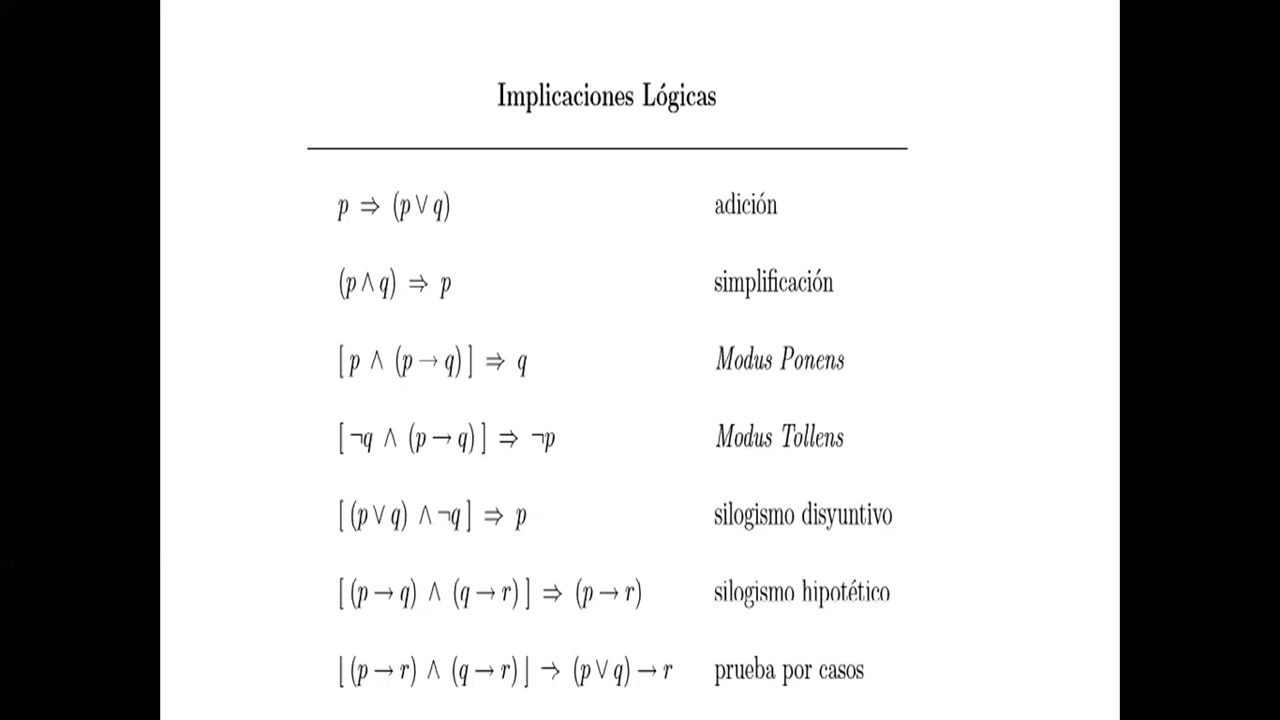 Implicaciones Lógicas
p ⇒ (p ∨ q) adición
(p ∧ q) ⇒ p simplificación
[ p ∧ (p → q) ] ⇒ q Modus Ponens
[ ¬q ∧ (p → q) ] ⇒ ¬p Modus Tollens
[ (p ∨ q) ∧ ¬q ] ⇒ p silogismo disyuntivo
[ (p → q) ∧ (q → r) ] ⇒ (p → r) silogismo hipotético
[ (p → r) ∧ (q → r) ] ⇒ (p ∨ q) → r prueba por casos